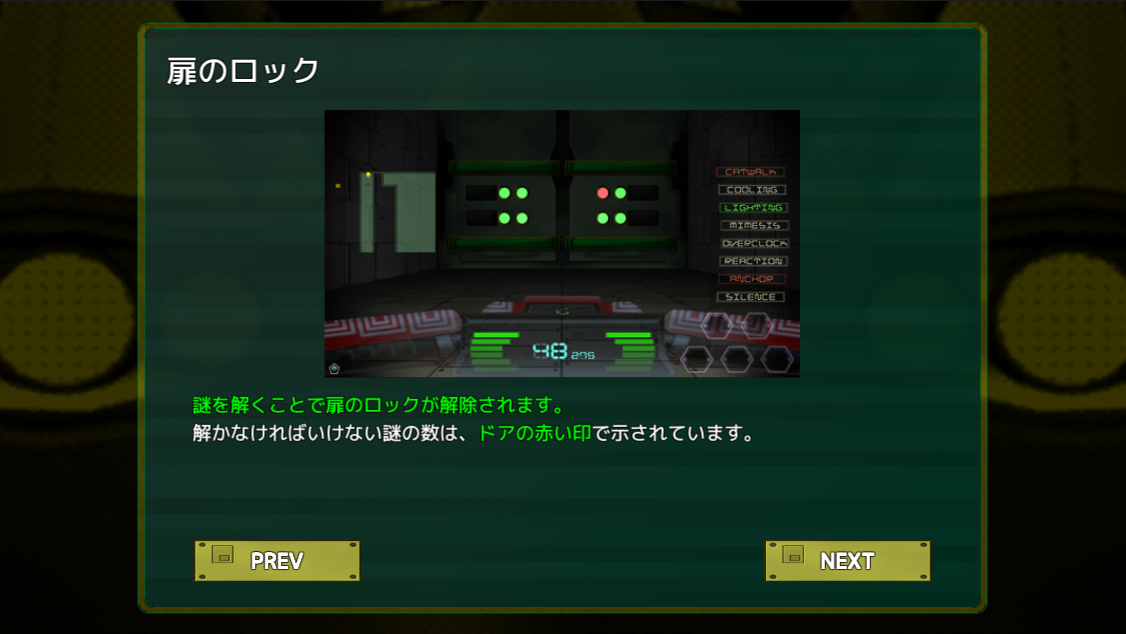 扉のロック
CATWALK
COOLING
LIGHTING
MIMESIS
OVERCLOCK
REACTION
ANCHOR
SILENCE
48
謎を解くことで扉のロックが解除されます。
解かなければいけない謎の数は、ドアの赤い印で示されています。
PREV
NEXT